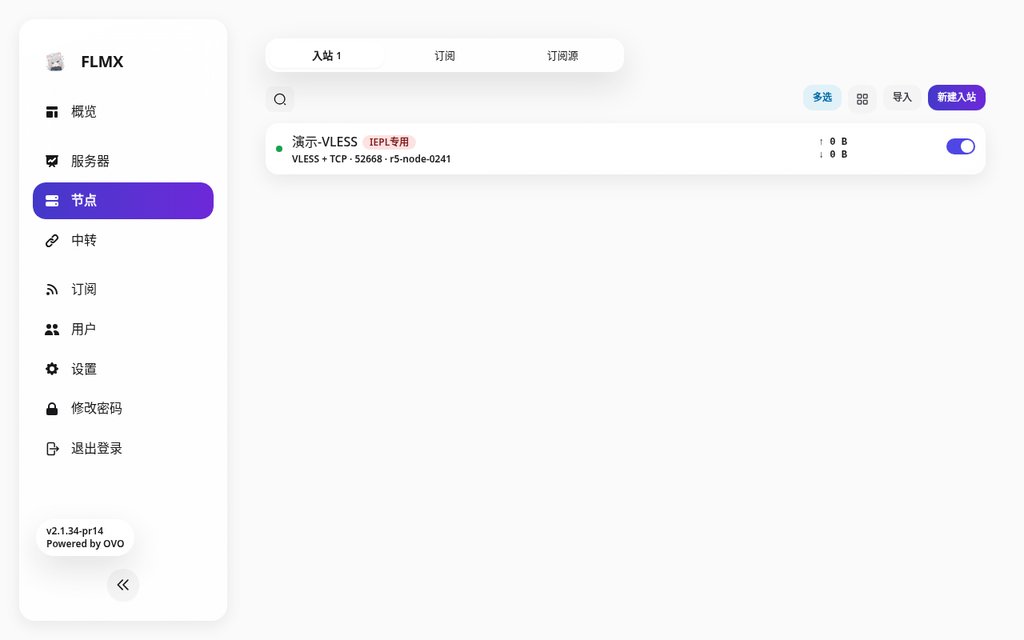 FLMX
概览
服务器
节点
中转
订阅
用户
设置
修改密码
退出登录
v2.1.34-pr14
Powered by OVO
入站 1 订阅 订阅源
多选 导入 新建入站
演示-VLESS IEPL专用
VLESS + TCP · 52668 · r5-node-0241
↑ 0 B
↓ 0 B